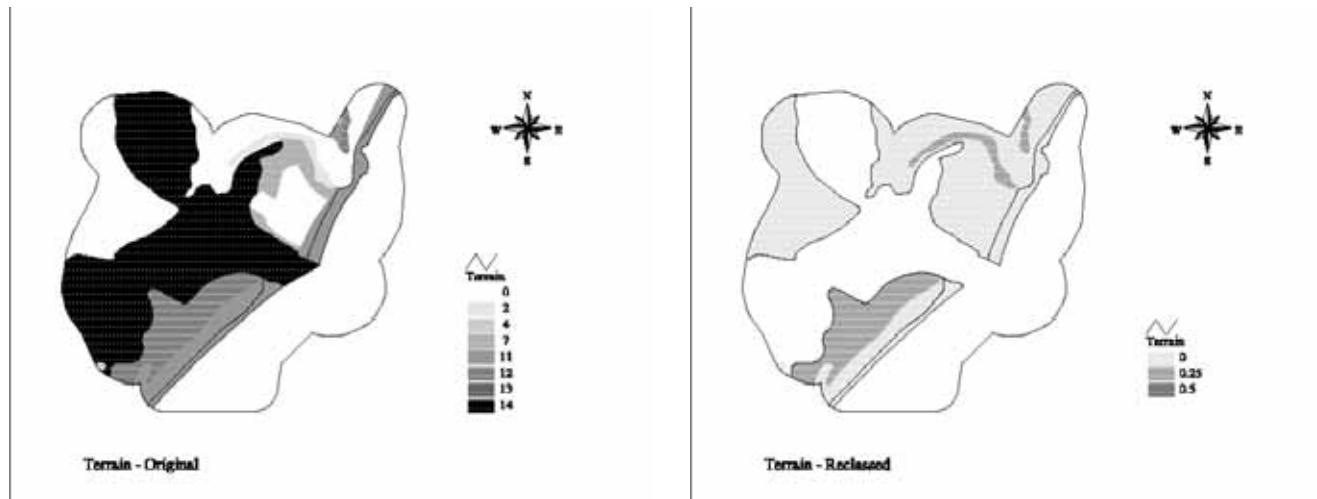 N
W E
S
Terrain
0
2
4
7
11
12
13
14
Terrain - Original
N
W E
S
Terrain
0
0.25
0.5
Terrain - Reclassed